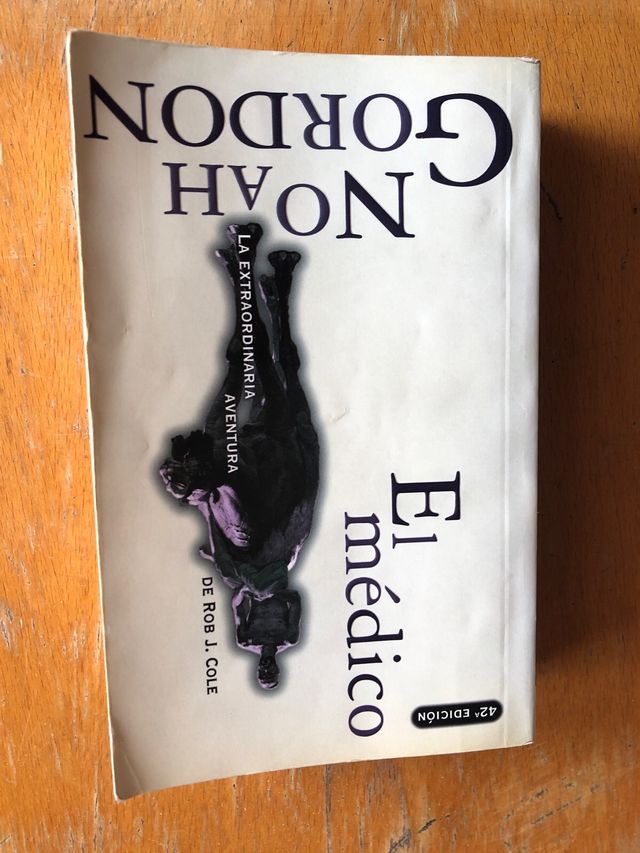 NOAH
GORDON
El
médico
LA EXTRAORDINARIA AVENTURA
DE ROB J. COLE
42ª EDICIÓN